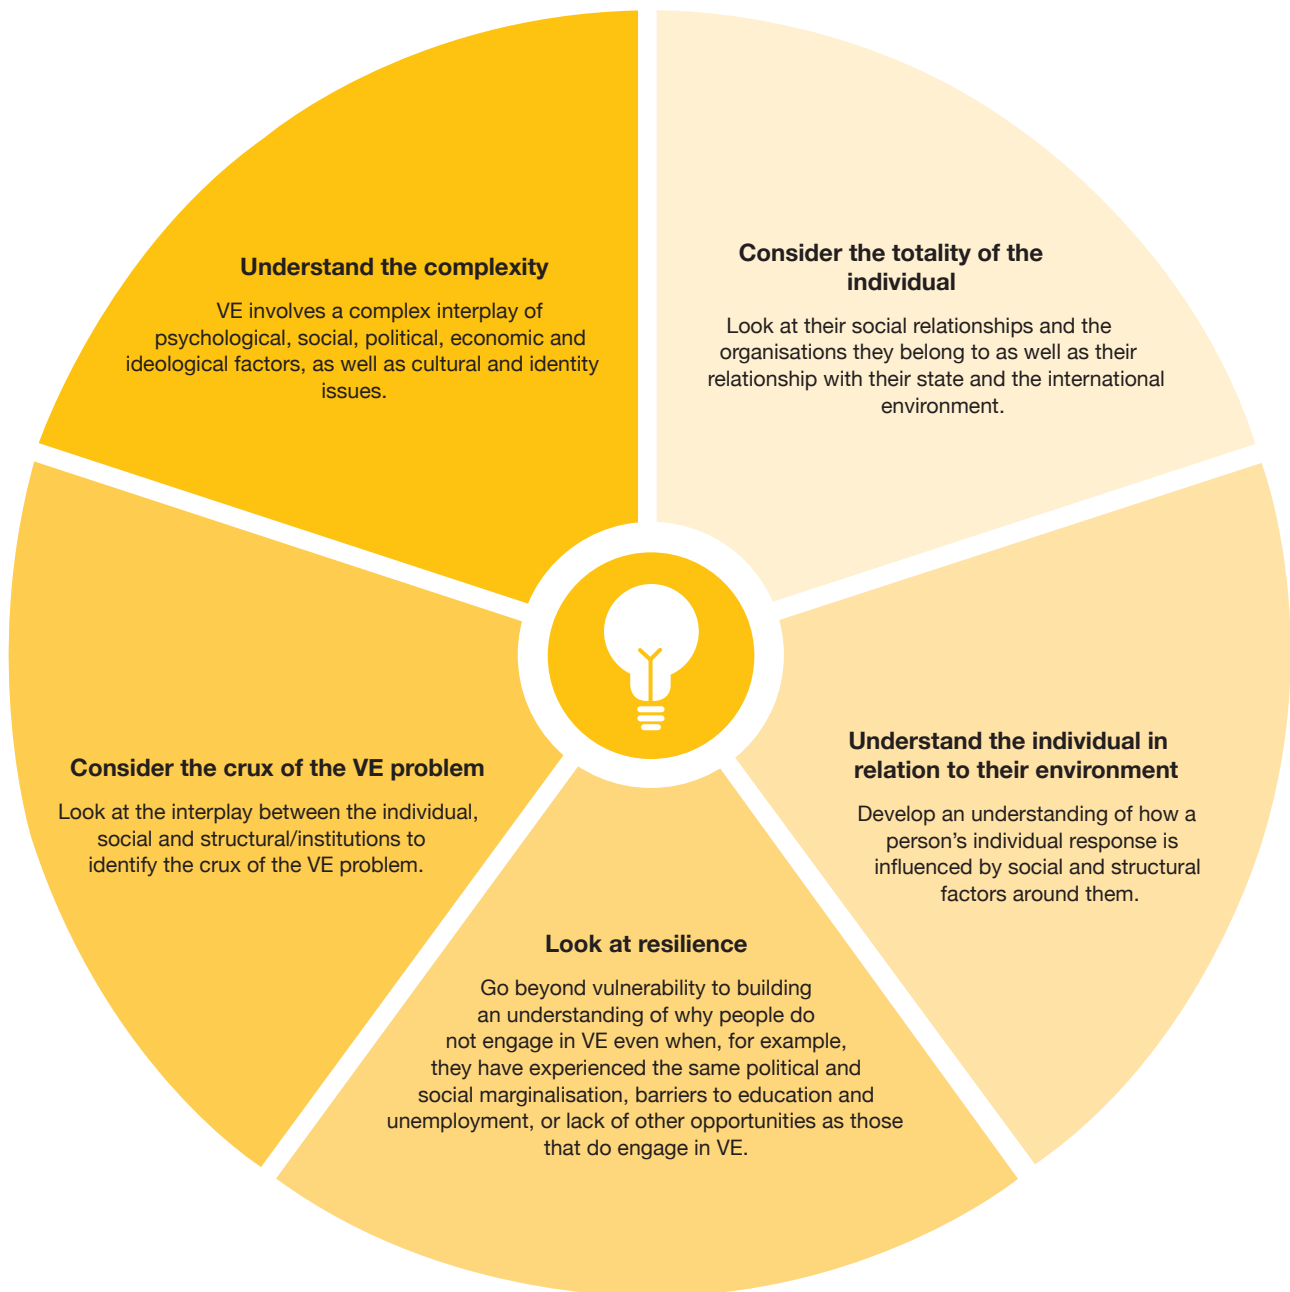 Understand the complexity
VE involves a complex interplay of
psychological, social, political, economic and
ideological factors, as well as cultural and identity
issues.
Consider the totality of the
individual
Look at their social relationships and the
organisations they belong to as well as their
relationship with their state and the international
environment.
Understand the individual in
relation to their environment
Develop an understanding of how a
person’s individual response is
influenced by social and structural
factors around them.
Look at resilience
Go beyond vulnerability to building
an understanding of why people do
not engage in VE even when, for example,
they have experienced the same political and
social marginalisation, barriers to education and
unemployment, or lack of other opportunities as those
that do engage in VE.
Consider the crux of the VE problem
Look at the interplay between the individual,
social and structural/institutions to
identify the crux of the VE problem.